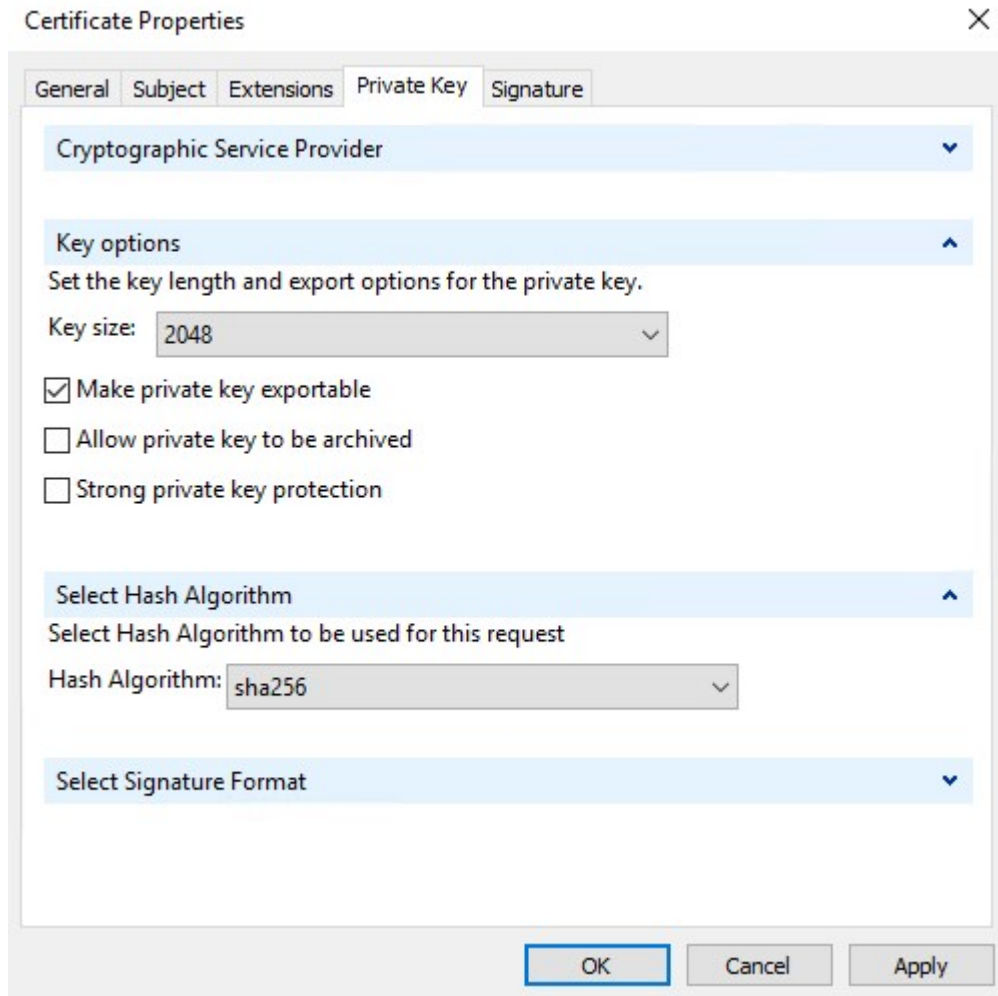 Certificate Properties
General Subject Extensions Private Key Signature
Cryptographic Service Provider
Key options
Set the key length and export options for the private key.
Key size: 2048
Make private key exportable
Allow private key to be archived
Strong private key protection
Select Hash Algorithm
Select Hash Algorithm to be used for this request
Hash Algorithm: sha256
Select Signature Format
OK Cancel Apply